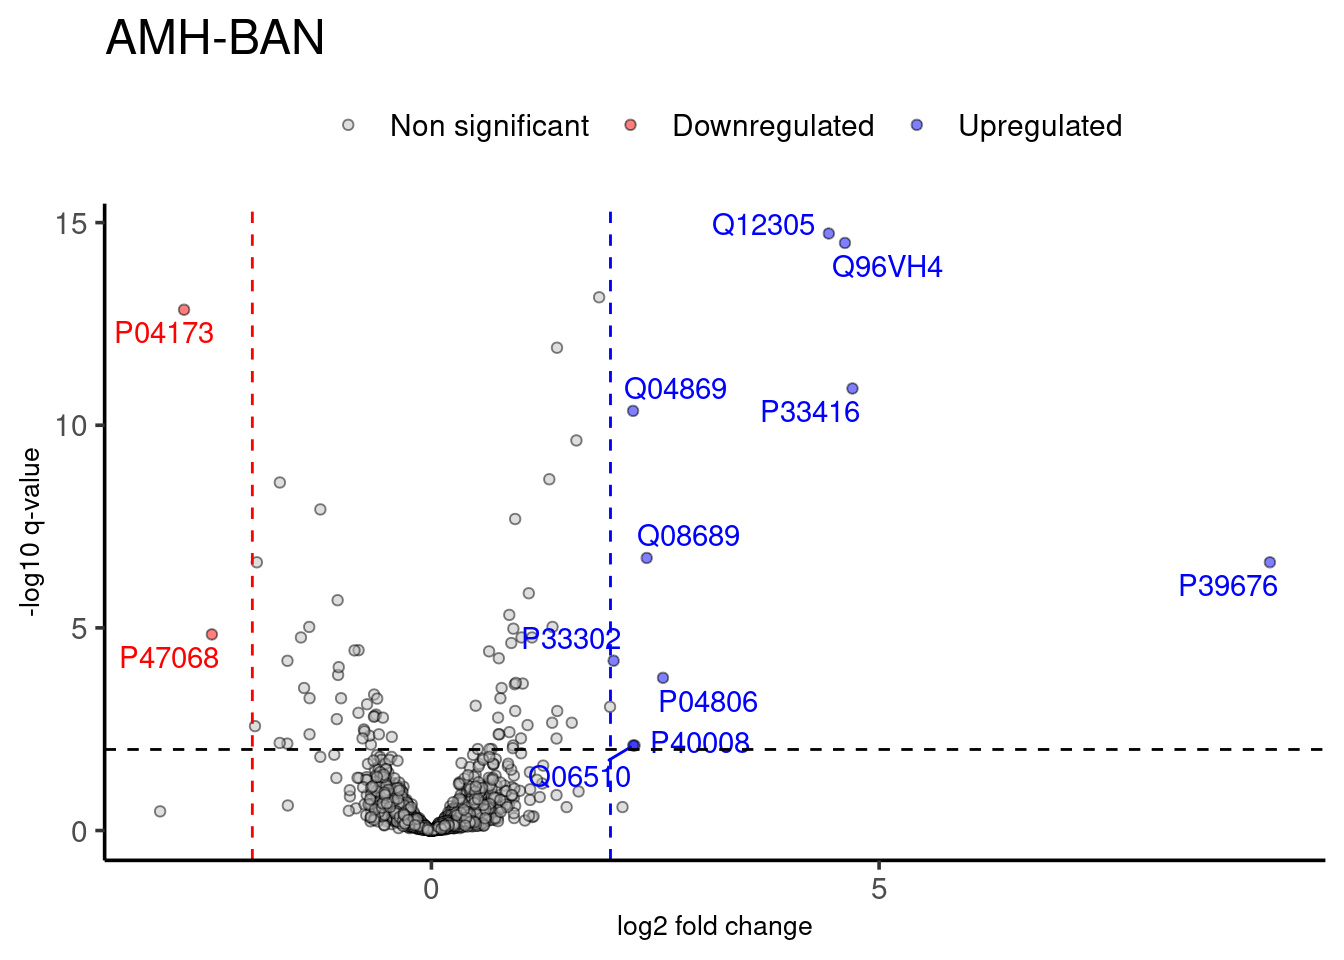 AMH-BAN
Non significant Downregulated Upregulated
15
Q12305
Q96VH4
P04173
Q04869
P33416
10
-log10 q-value
Q08689
P39676
5
P33302
P47068
P04806
P40008
Q06510
0
0 5
log2 fold change